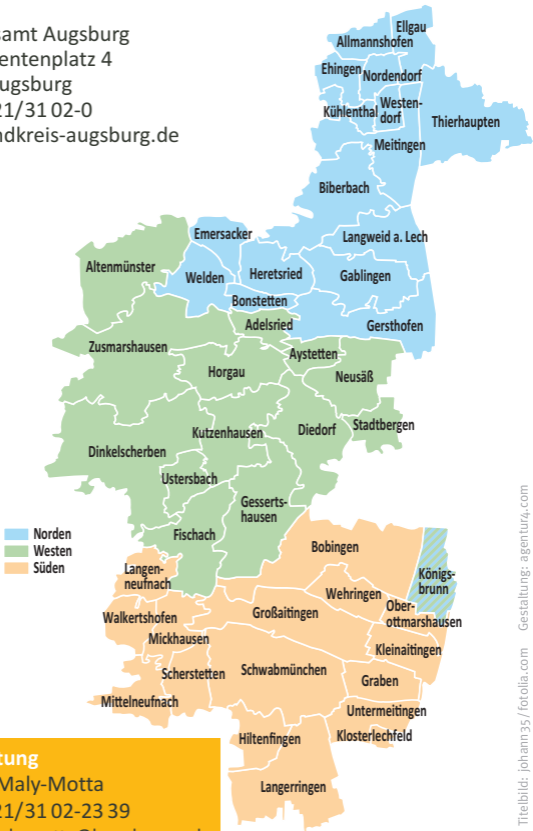 samt Augsburg
entenplatz 4
ugsburg
21/31 02-0
ndkreis-augsburg.de
Ellgau
Allmannshofen
Ehingen
Nordendorf
Kühlenthal
Westen-
dorf
Thierhaupten
Meitingen
Biberbach
Emersacker
Langweid a. Lech
Altenmünster
Welden
Heretsried
Gablingen
Bonstetten
Adelsried
Gersthofen
Zusmarshausen
Aystetten
Horgau
Neusäß
Kutzenhausen
Diedorf
Stadtbergen
Dinkelscherben
Ustersbach
Gesserts-
hausen
Fischach
Norden
Westen
Süden
Bobingen
Langen-
neufnach
Königs-
brunn
Wehringen
Ober-
ottmarshausen
Walkertshofen
Großaitingen
Mickhausen
Kleinaitingen
Scherstetten
Schwabmünchen
Graben
Mittelneufnach
Untermeitingen
Klosterlechfeld
Hiltenfingen
Langerringen
tung
Maly-Motta
21/31 02-23 39
Titelbild: johann35/fotolia.com Gestaltung: agentur4.com